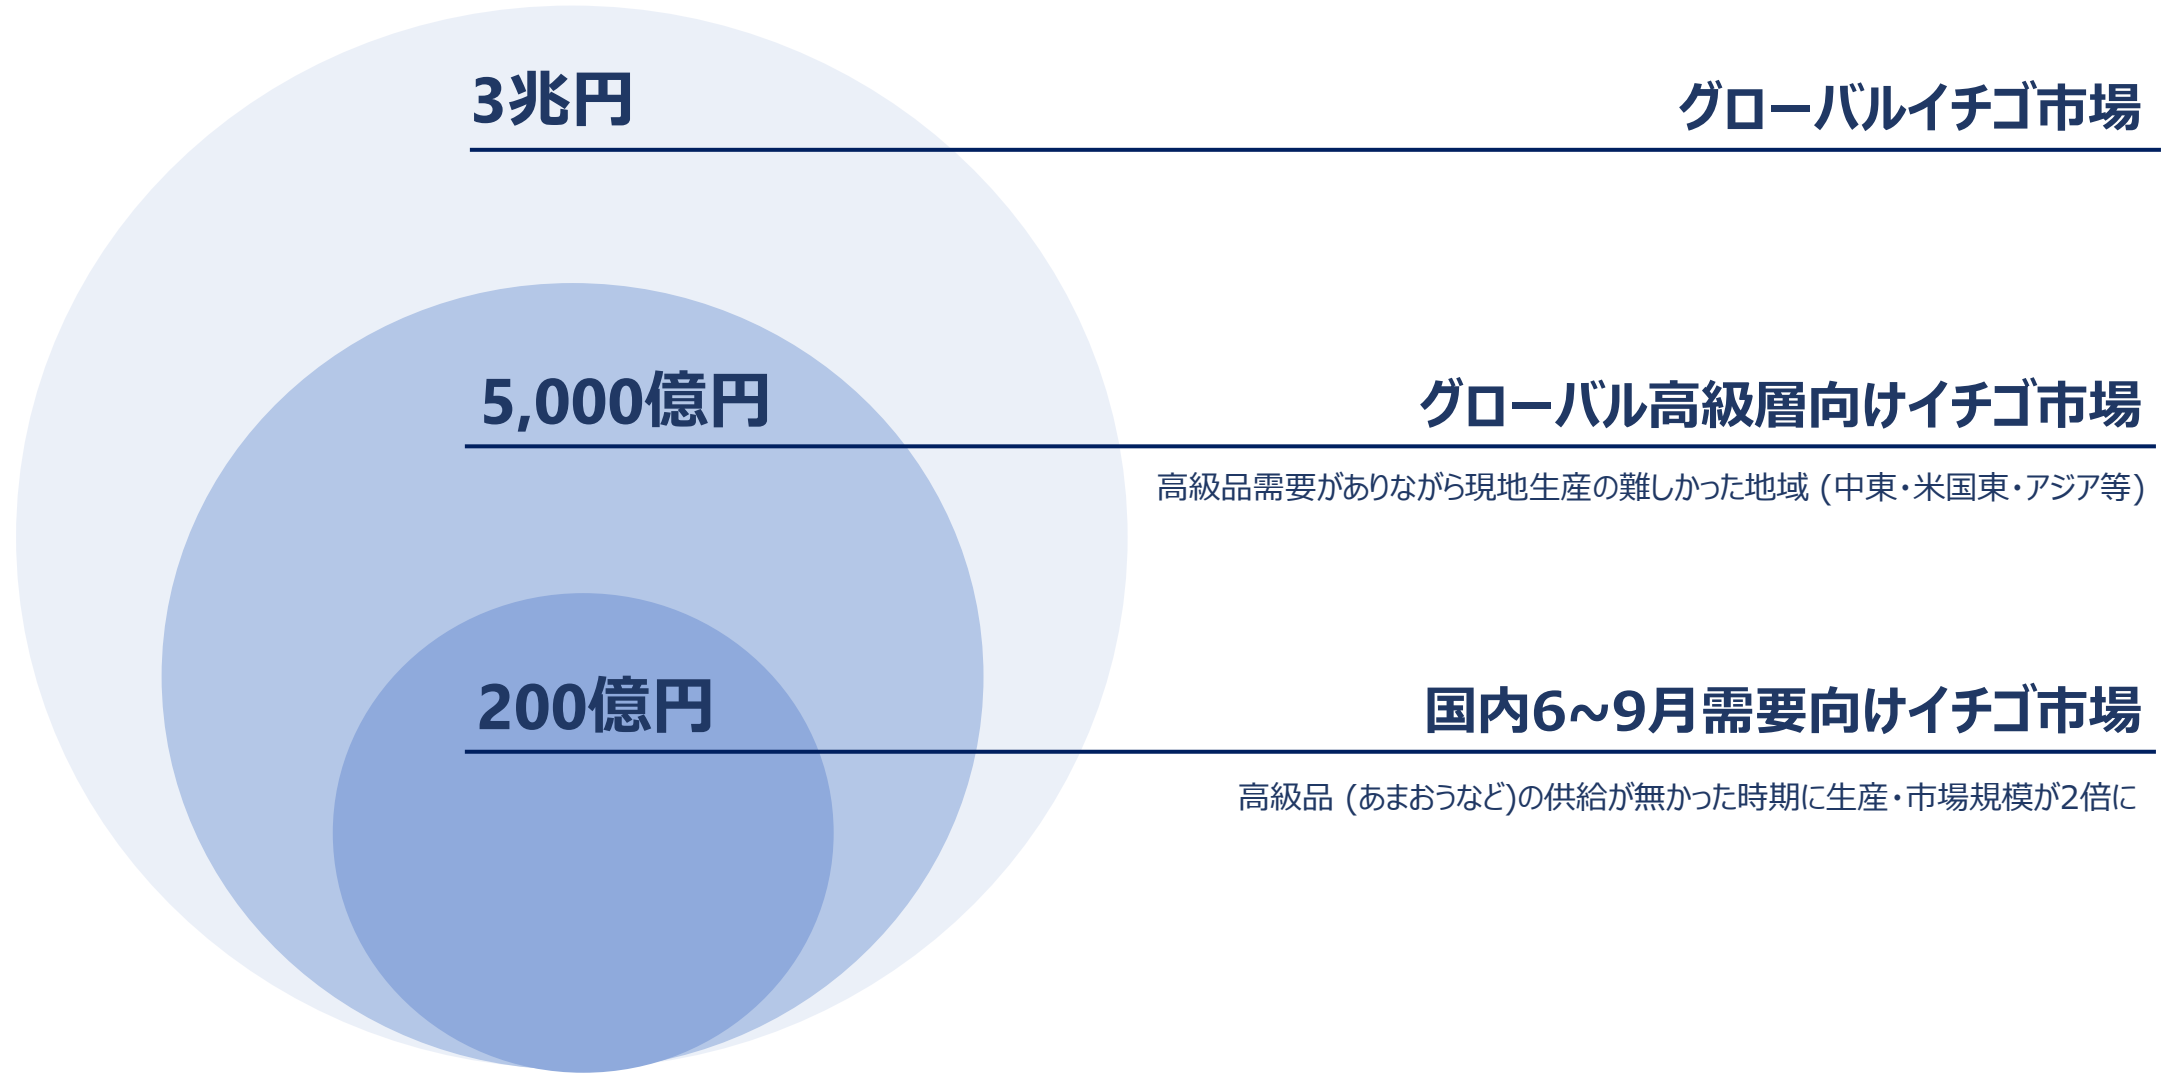 3兆円 グローバルイチゴ市場
5,000億円 グローバル高級層向けイチゴ市場
高級品需要がありながら現地生産の難しかった地域 (中東・米国東・アジア等)
200億円 国内6~9月需要向けイチゴ市場
高級品 (あまおうなど)の供給が無かった時期に生産・市場規模が2倍に